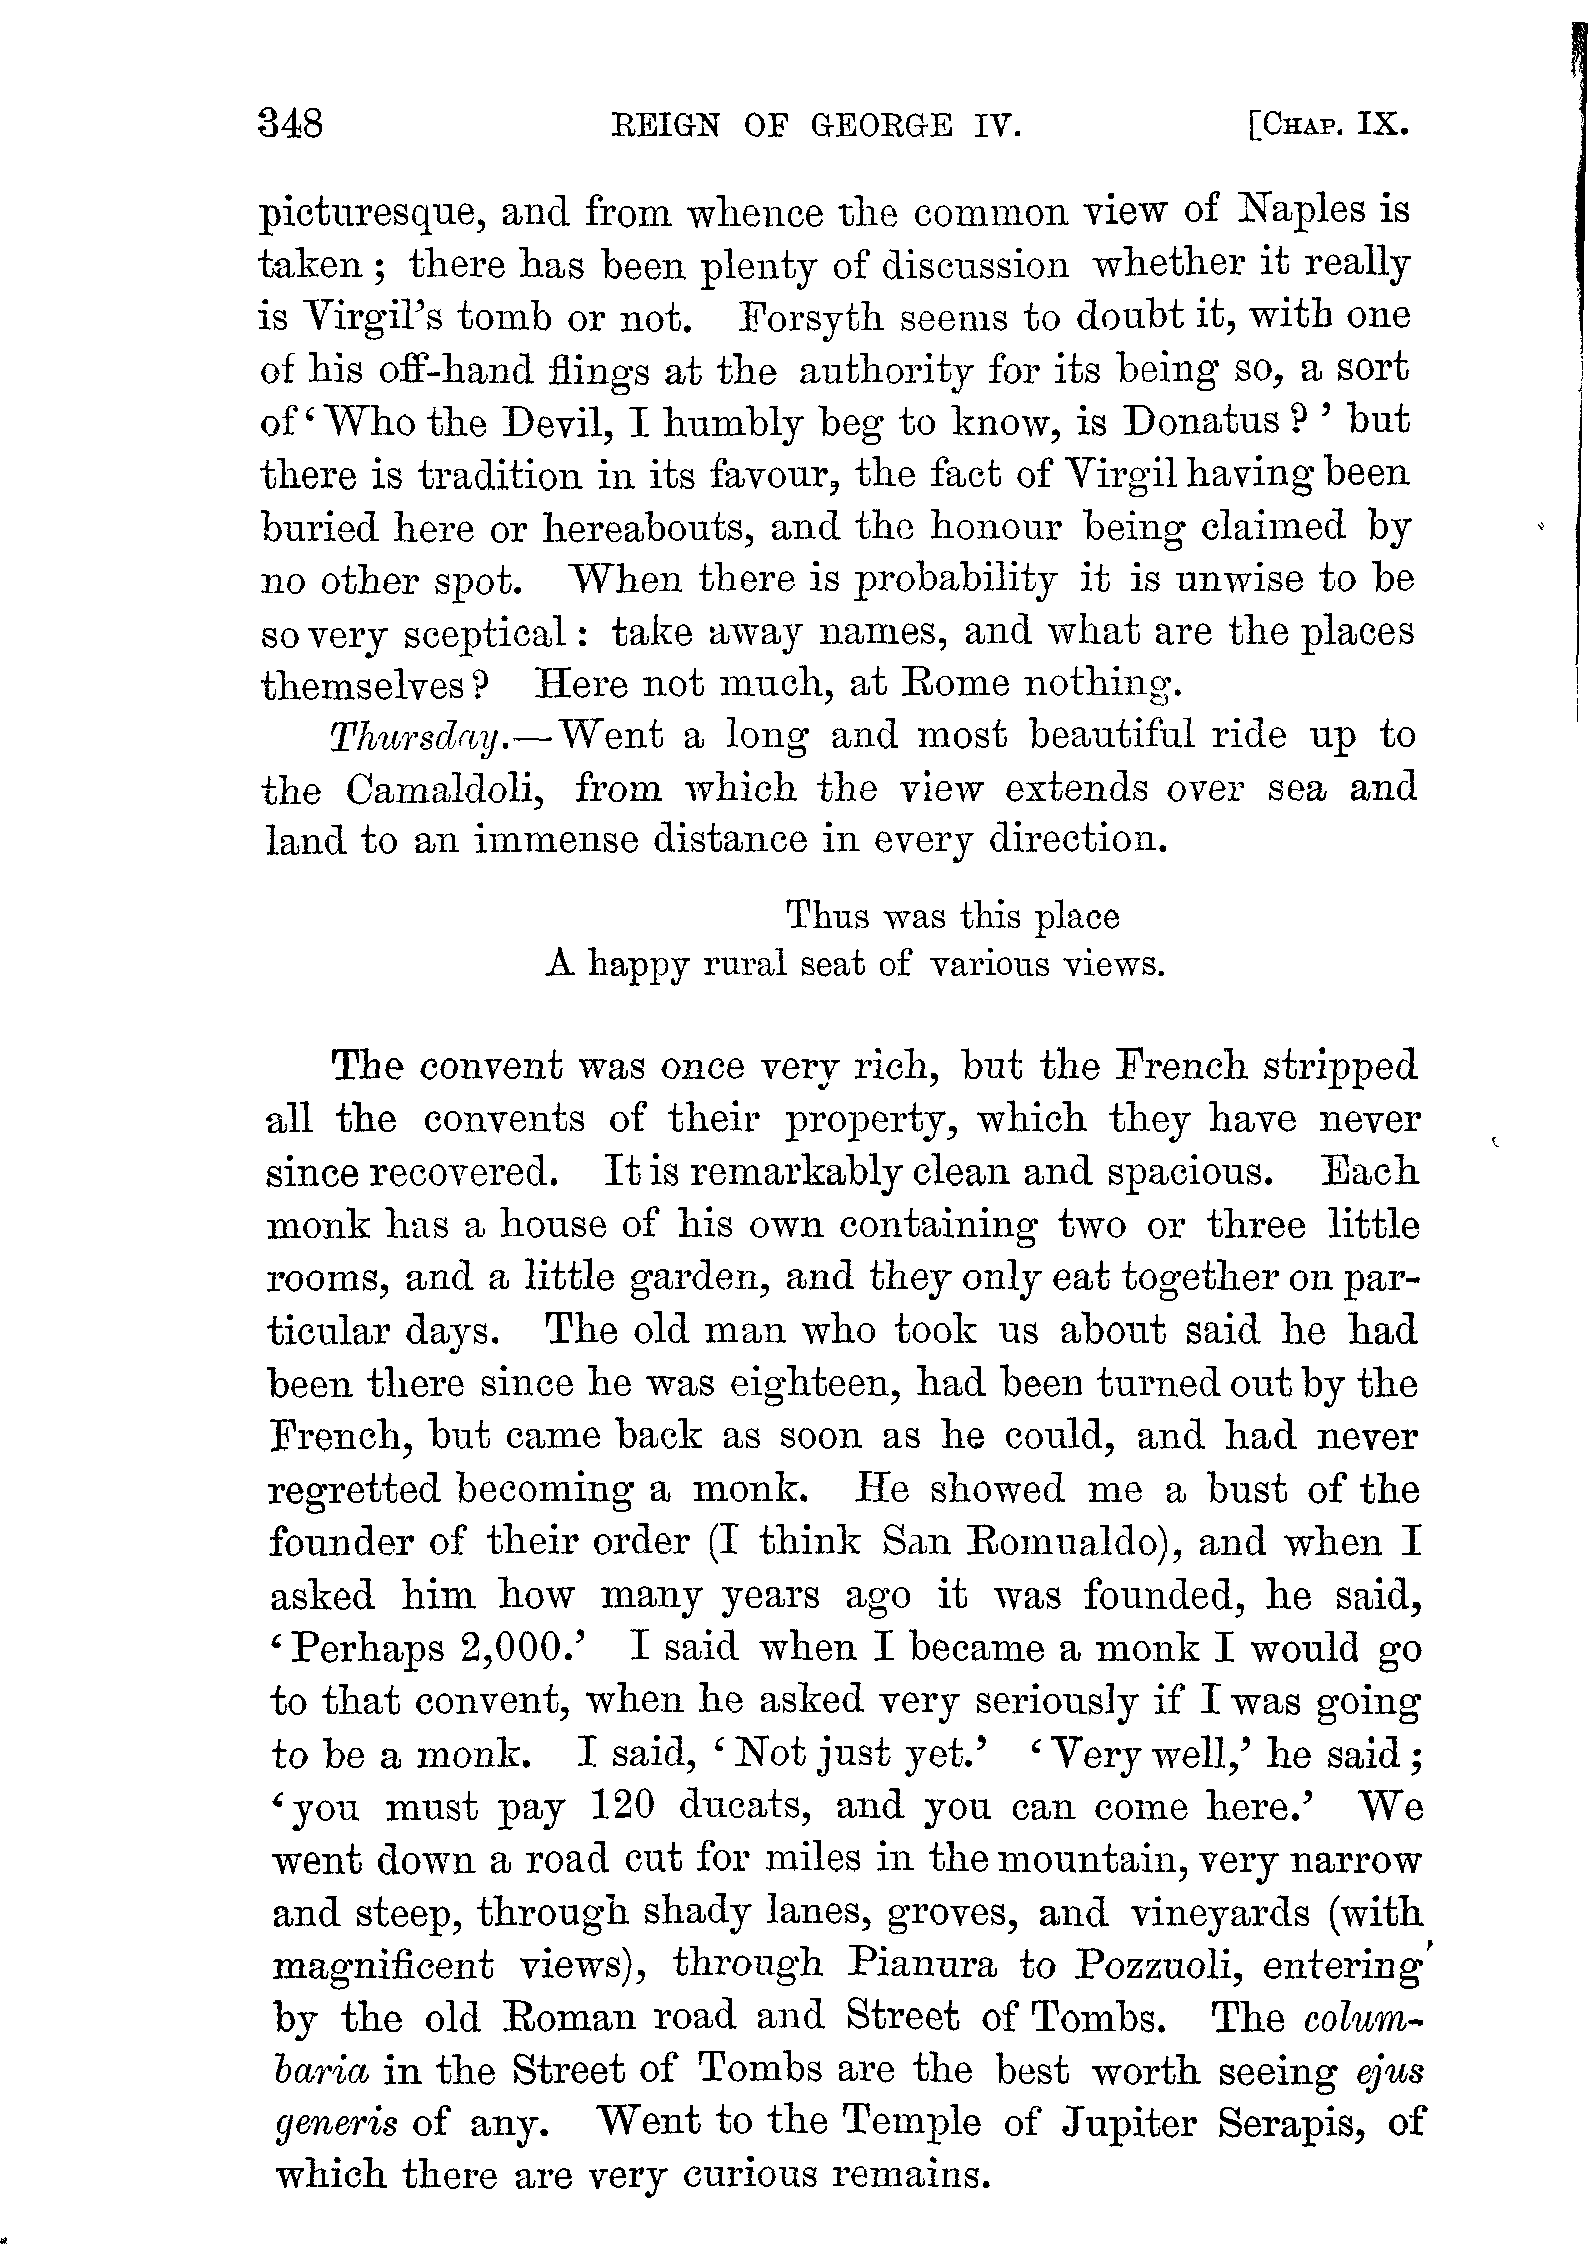 348 REIGN OF GEORGE IV. [CHAP. IX.
picturesque, and from whence the common view of Naples is
taken ; there has been plenty of discussion whether it really
is Virgil's tomb or not. Forsyth seems to doubt it, with one
of his off-hand flings at the authority for its being so, a sort
of ‘ Who the Devil, I humbly beg to know, is Donatus ? ’ but
there is tradition in its favour, the fact of Virgil having been
buried here or hereabouts, and the honour being claimed by
no other spot. When there is probability it is unwise to be
so very sceptical : take away names, and what are the places
themselves ? Here not much, at Rome nothing.
Thursday.—Went a long and most beautiful ride up to
the Camaldoli, from which the view extends over sea and
land to an immense distance in every direction.
Thus was this place
A happy rural seat of various views.
The convent was once very rich, but the French stripped
all the convents of their property, which they have never
since recovered. It is remarkably clean and spacious. Each
monk has a house of his own containing two or three little
rooms, and a little garden, and they only eat together on par-
ticular days. The old man who took us about said he had
been there since he was eighteen, had been turned out by the
French, but came back as soon as he could, and had never
regretted becoming a monk. He showed me a bust of the
founder of their order (I think San Romualdo), and when I
asked him how many years ago it was founded, he said,
‘ Perhaps 2,000.’ I said when I became a monk I would go
to that convent, when he asked very seriously if I was going
to be a monk. I said, ‘ Not just yet.’ ‘ Very well,’ he said ;
‘ you must pay 120 ducats, and you can come here.’ We
went down a road cut for miles in the mountain, very narrow
and steep, through shady lanes, groves, and vineyards (with
magnificent views), through Pianura to Pozzuoli, entering
by the old Roman road and Street of Tombs. The colum-
baria in the Street of Tombs are the best worth seeing ejus
generis of any. Went to the Temple of Jupiter Serapis, of
which there are very curious remains.